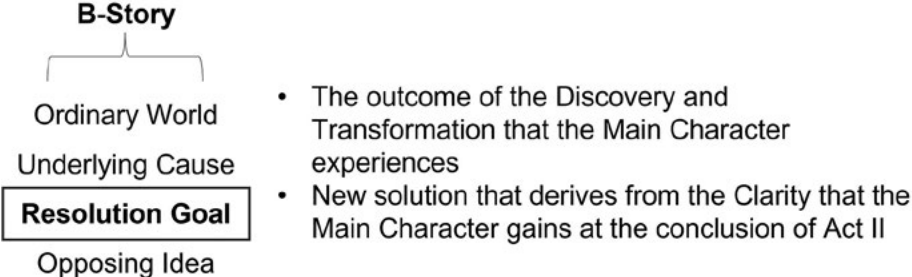 B-Story
Ordinary World
Underlying Cause
Resolution Goal
Opposing Idea
• The outcome of the Discovery and
Transformation that the Main Character
experiences
• New solution that derives from the Clarity that the
Main Character gains at the conclusion of Act II